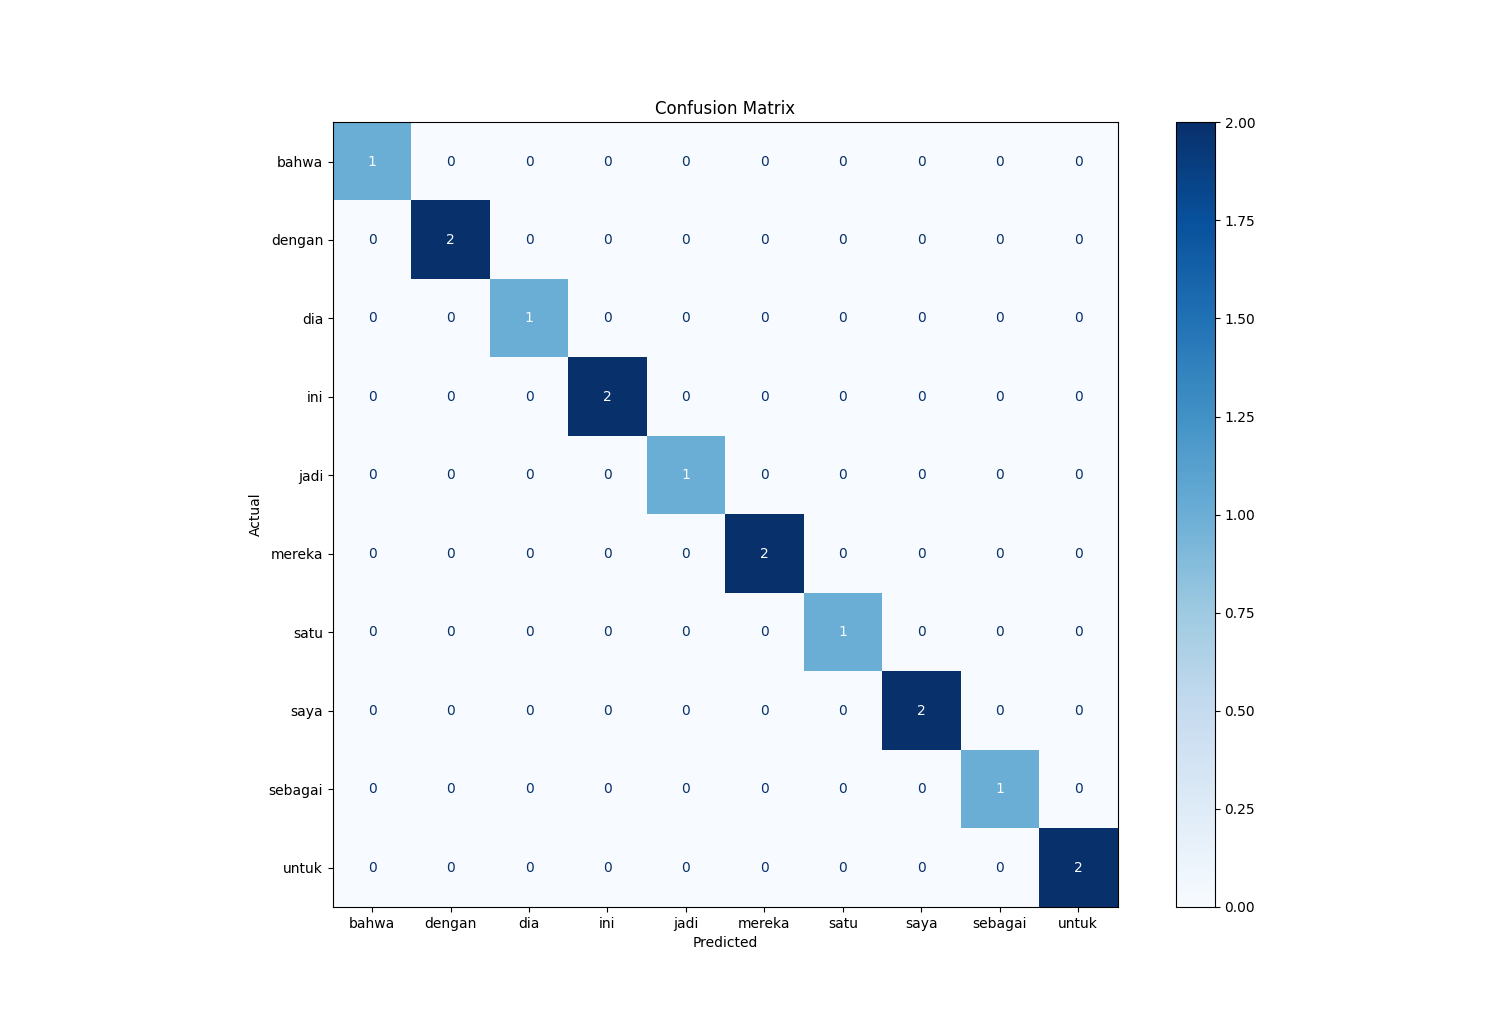 Confusion Matrix
bahwa 1 0 0 0 0 0 0 0 0 0
dengan 0 2 0 0 0 0 0 0 0 0
dia 0 0 1 0 0 0 0 0 0 0
ini 0 0 0 2 0 0 0 0 0 0
jadi 0 0 0 0 1 0 0 0 0 0
mereka 0 0 0 0 0 2 0 0 0 0
satu 0 0 0 0 0 0 1 0 0 0
saya 0 0 0 0 0 0 0 2 0 0
sebagai 0 0 0 0 0 0 0 0 1 0
untuk 0 0 0 0 0 0 0 0 0 2
bahwa dengan dia ini jadi mereka satu saya sebagai untuk
Predicted
Actual
2.00
1.75
1.50
1.25
1.00
0.75
0.50
0.25
0.00